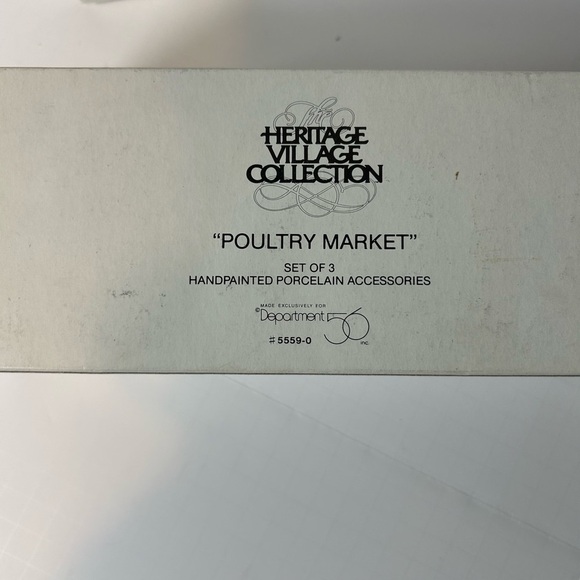 The
HERITAGE
VILLAGE
COLLECTION
"POULTRY MARKET"
SET OF 3
HANDPAINTED PORCELAIN ACCESSORIES
MADE EXCLUSIVELY FOR
©Department 56 inc.
#5559-0